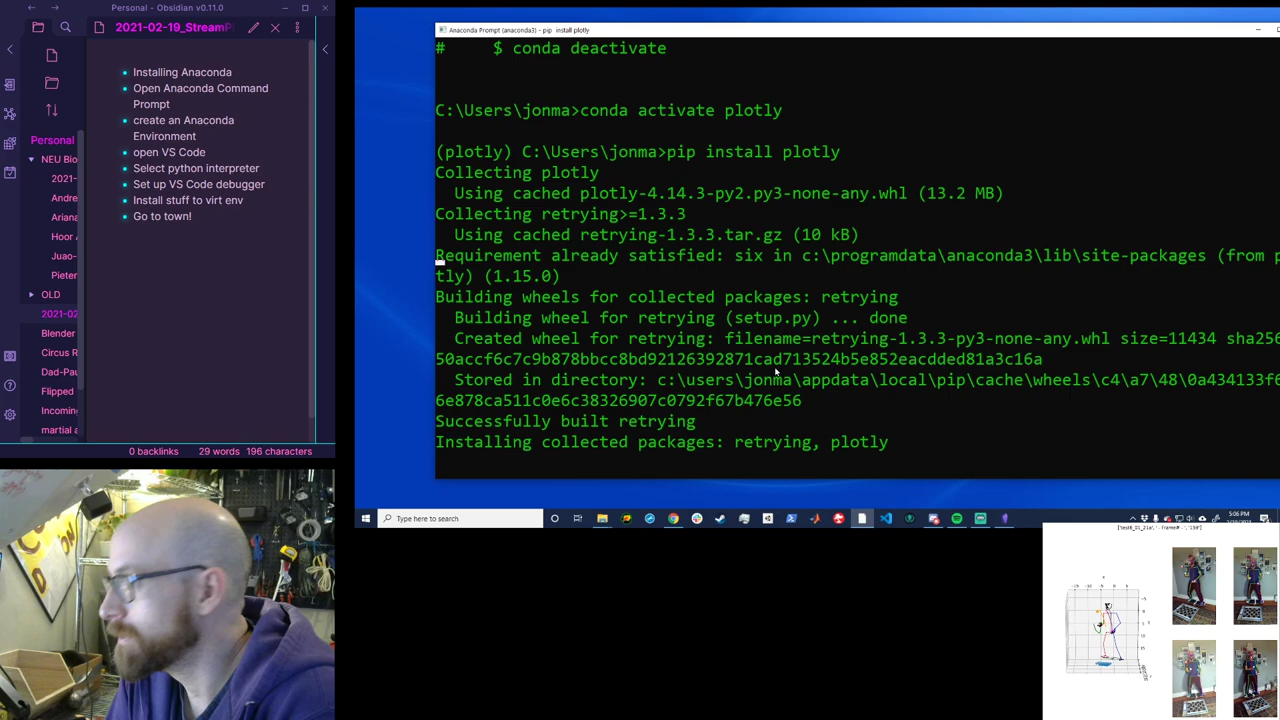 Personal - Obsidian v0.11.0
2021-02-19_StreamP
Installing Anaconda
Open Anaconda Command
Prompt
create an Anaconda
Environment
open VS Code
Select python interpreter
Set up VS Code debugger
Install stuff to virt env
Go to town!
Personal
NEU Bio
2021-
Andre
Ariana
Hoor
Juao-
Pieter
OLD
2021-02
Blender
Circus R
Dad-Pau
Flipped
Incoming
martial a
0 backlinks
29 words
196 characters
Anaconda Prompt (anaconda3) - pip install plotly
# $ conda deactivate
C:\Users\jonma>conda activate plotly
(plotly) C:\Users\jonma>pip install plotly
Collecting plotly
Using cached plotly-4.14.3-py2.py3-none-any.whl (13.2 MB)
Collecting retrying>=1.3.3
Using cached retrying-1.3.3.tar.gz (10 kB)
Requirement already satisfied: six in c:\programdata\anaconda3\lib\site-packages (from p
tly) (1.15.0)
Building wheels for collected packages: retrying
Building wheel for retrying (setup.py) ... done
Created wheel for retrying: filename=retrying-1.3.3-py3-none-any.whl size=11434 sha256
50accf6c7c9b878bbcc8bd92126392871cad713524b5e852eacdded81a3c16a
Stored in directory: c:\users\jonma\appdata\local\pip\cache\wheels\c4\a7\48\0a434133f6
6e878ca511c0e6c38326907c0792f67b476e56
Successfully built retrying
Installing collected packages: retrying, plotly
Type here to search
5:06 PM